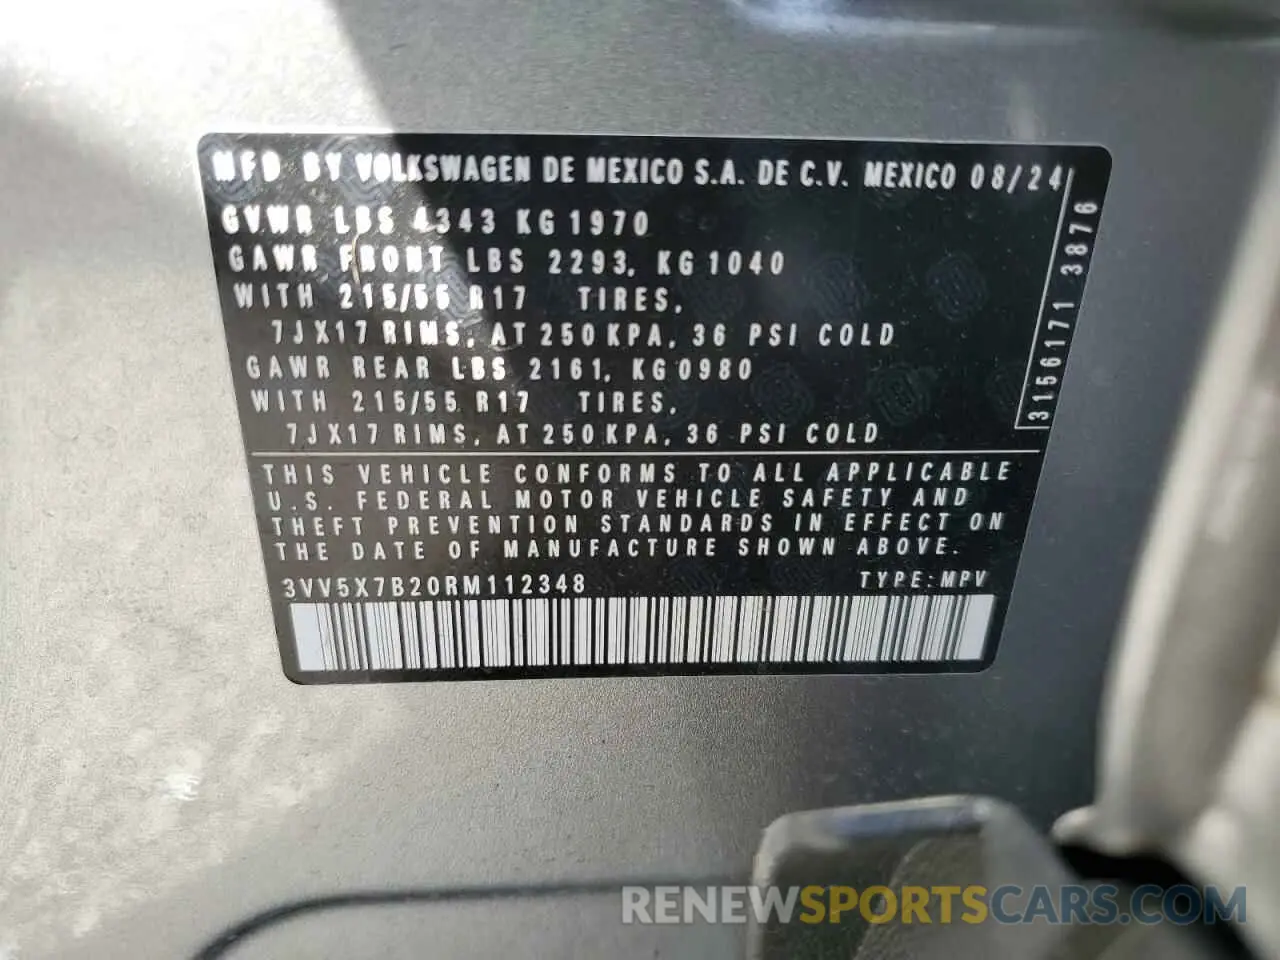 MFD BY VOLKSWAGEN DE MEXICO S.A. DE C.V. MEXICO 08/24
GVWR LBS 4343 KG 1970
GAWR FRONT LBS 2293, KG 1040
WITH 215/55 R17 TIRES,
7JX17 RIMS, AT 250 KPA, 36 PSI COLD
GAWR REAR LBS 2161, KG 0980
WITH 215/55 R17 TIRES,
7JX17 RIMS, AT 250 KPA, 36 PSI COLD
3156171 3876
THIS VEHICLE CONFORMS TO ALL APPLICABLE
U.S. FEDERAL MOTOR VEHICLE SAFETY AND
THEFT PREVENTION STANDARDS IN EFFECT ON
THE DATE OF MANUFACTURE SHOWN ABOVE.
3VV5X7B20RM112348 TYPE: MPV
RENEWSPORTSCARS.COM